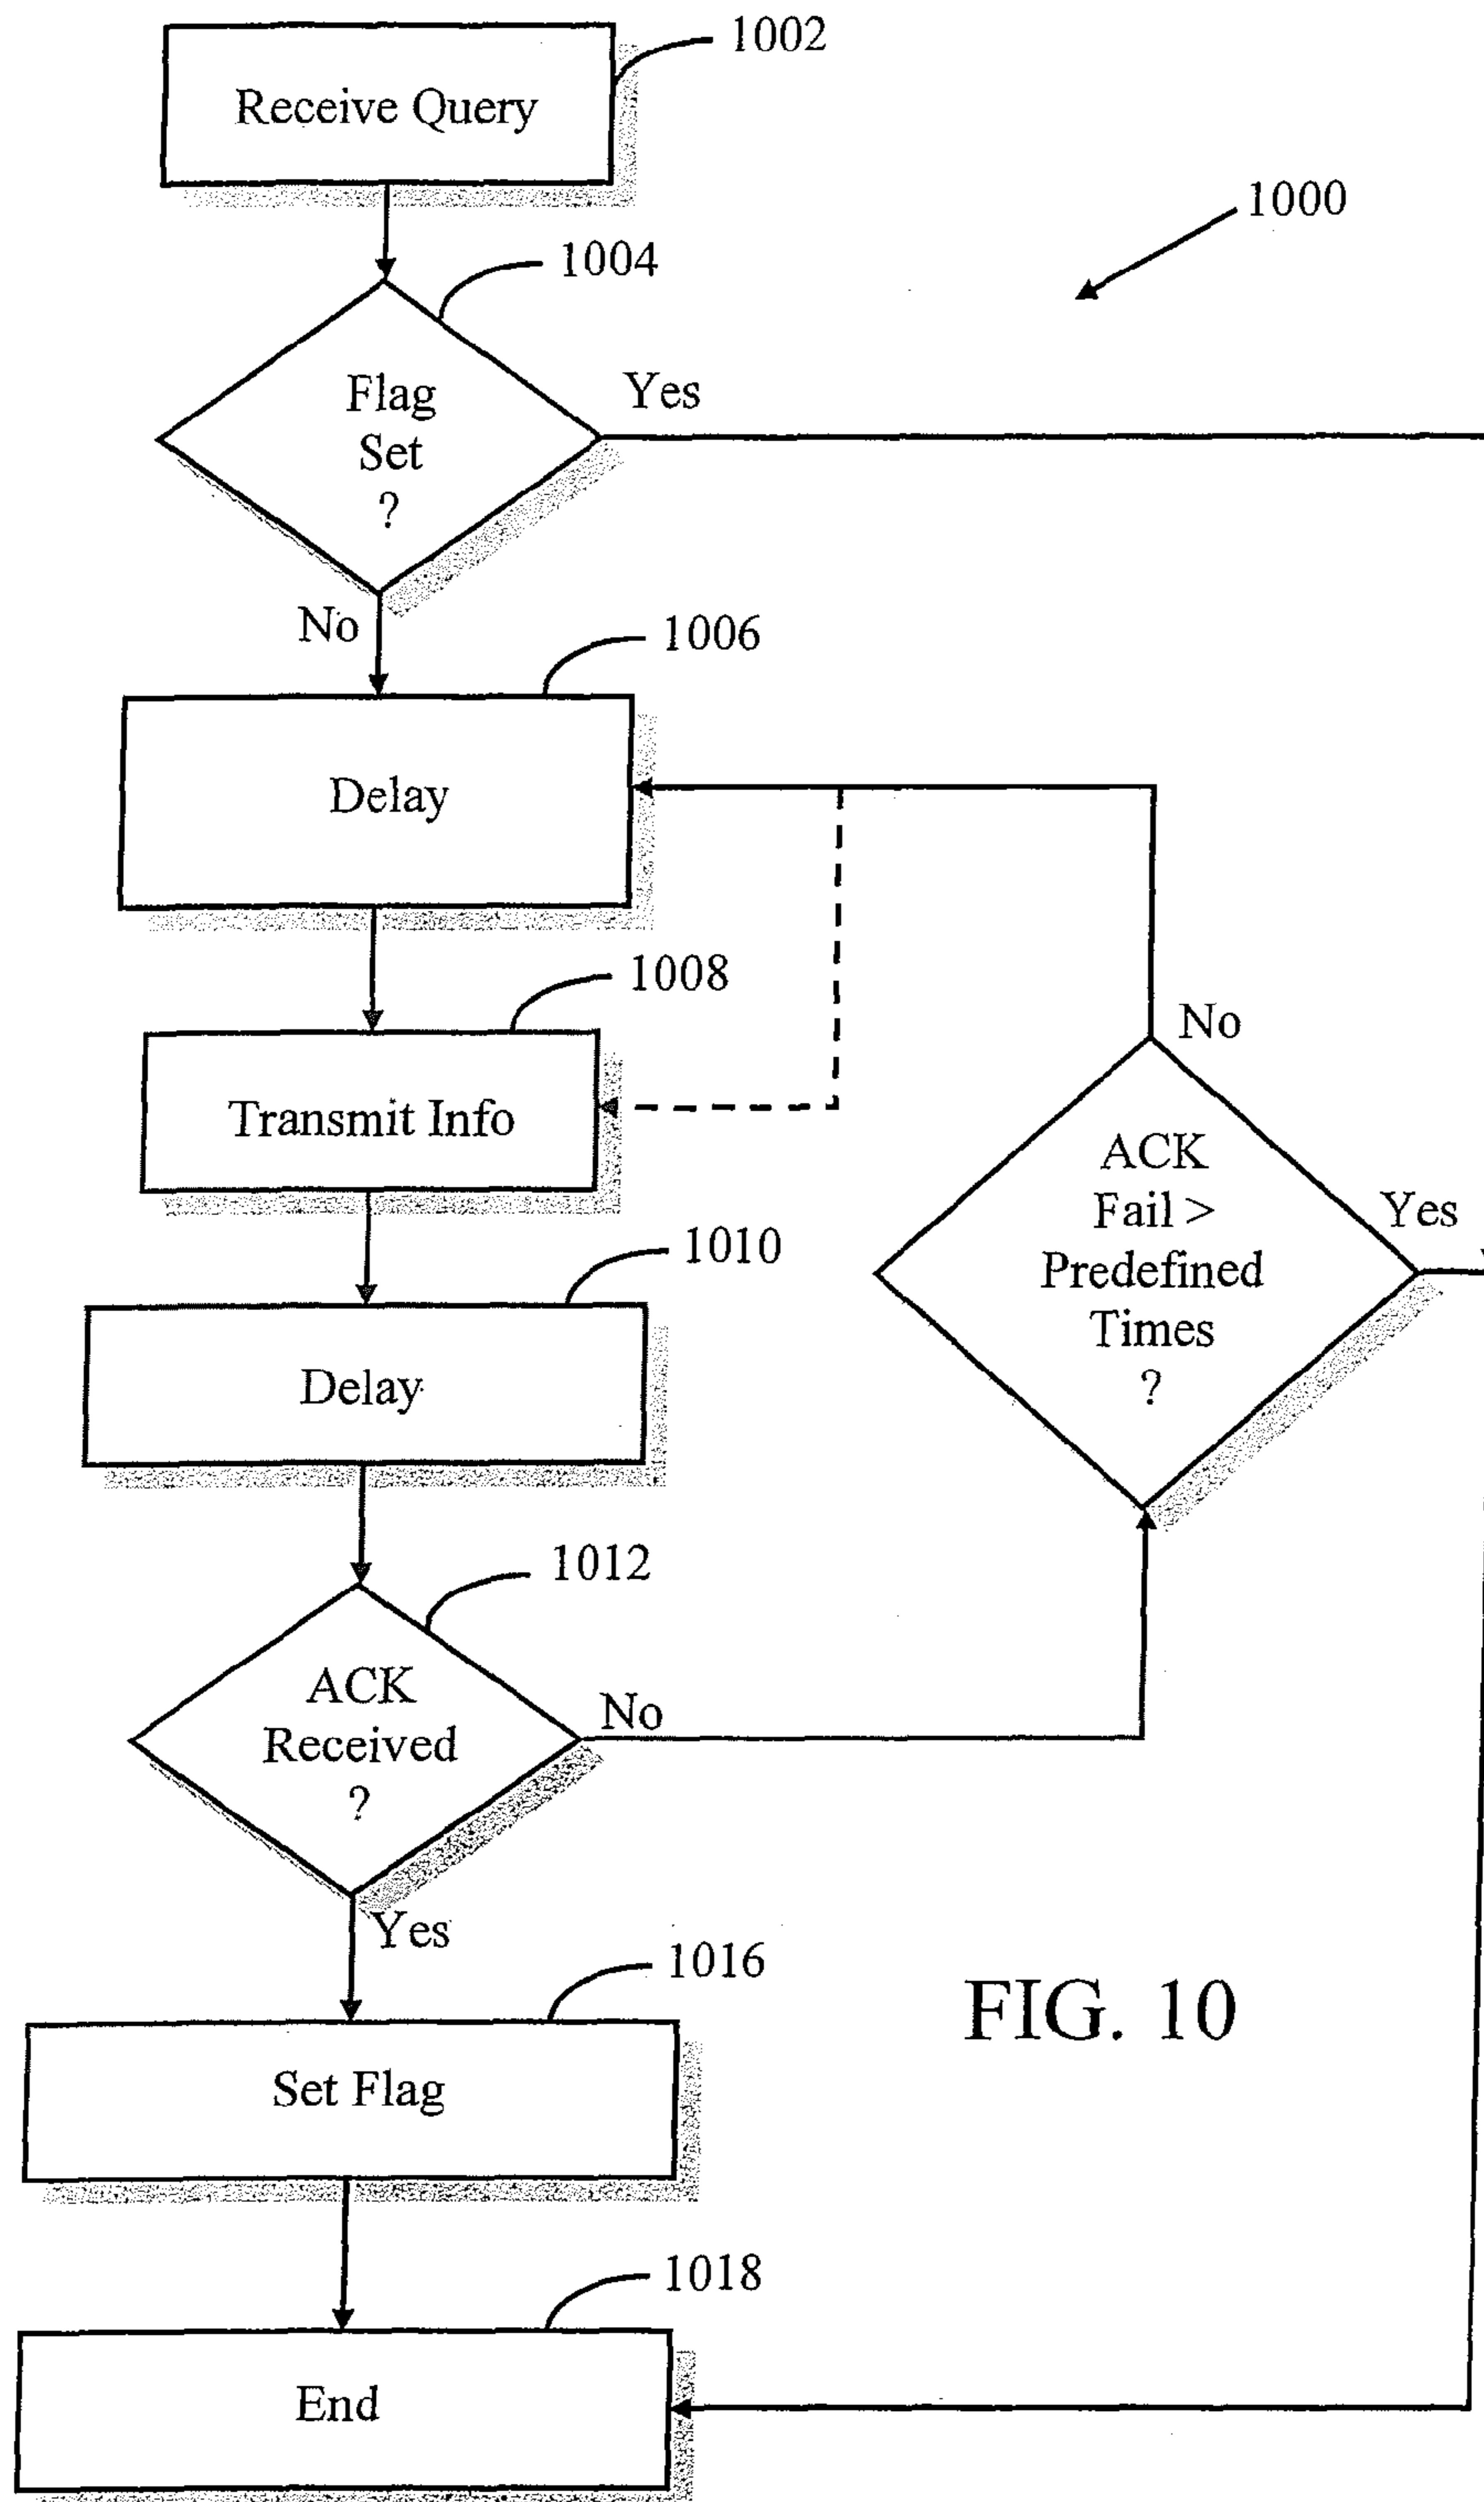 1002
Receive Query
1000
1004
Flag
Set
?
Yes
No
1006
Delay
1008
Transmit Info
No
ACK
Fail >
Predefined
Times
?
Yes
1010
Delay
1012
ACK
Received
?
No
Yes
1016
Set Flag
FIG. 10
1018
End